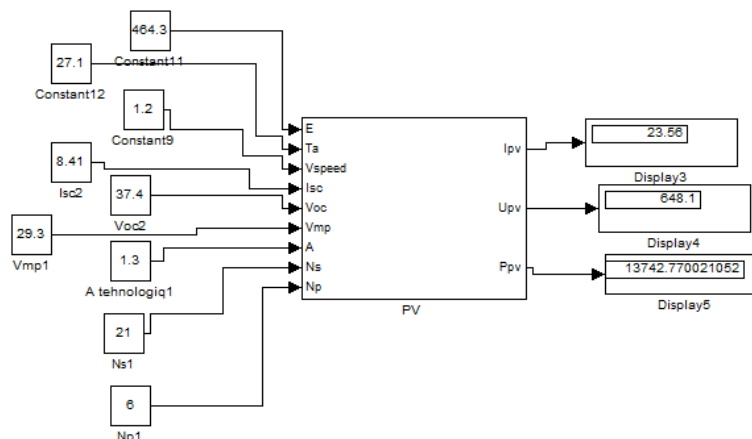 464.3
Constant11
27.1
Constant12
1.2
Constant9
8.41
Isc2
37.4
Voc2
29.3
Vmp1
1.3
A tehnologiq1
21
Ns1
6
Np1
E
Ta
Vspeed
Isc
Voc
Vmp
A
Ns
Np
Ipv
Upv
Ppv
PV
23.56
Display3
648.1
Display4
13742.770021052
Display5